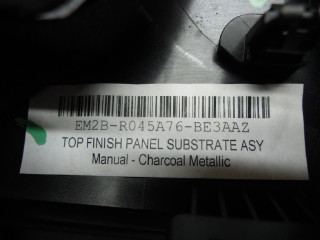 EM2B-R045A76-BE3AAZ
TOP FINISH PANEL SUBSTRATE ASY
Manual - Charcoal Metallic